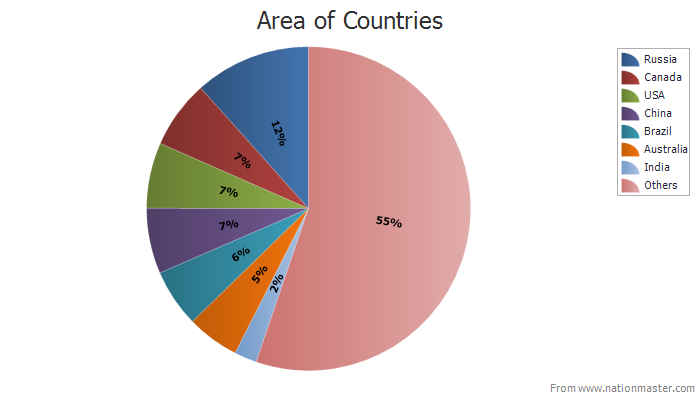 Area of Countries
Russia
Canada
USA
China
Brazil
Australia
India
Others
12%
7%
7%
7%
6%
5%
2%
55%
From www.nationmaster.com